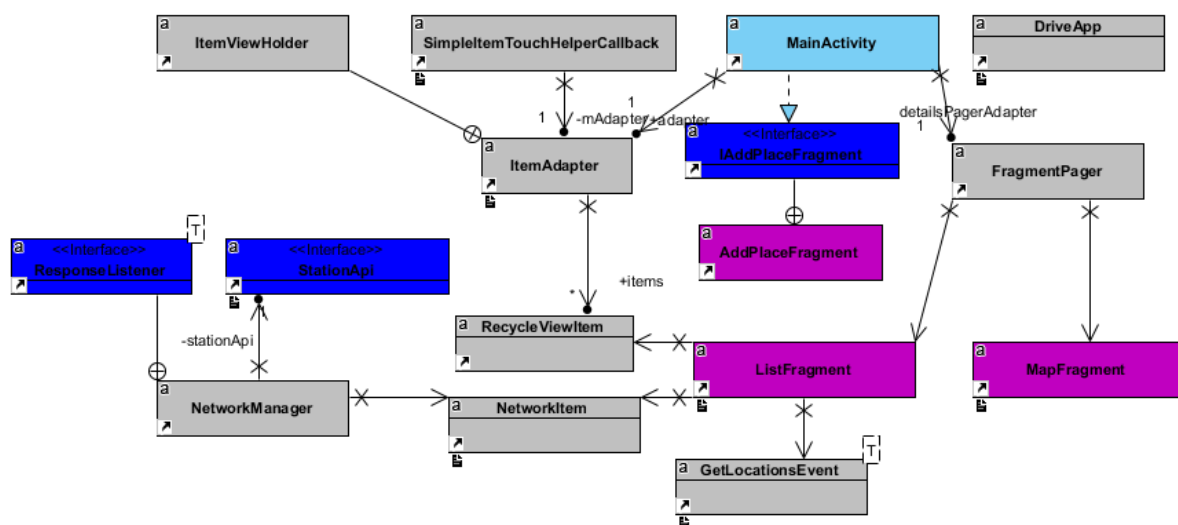 a
ItemViewHolder
a
SimpleItemTouchHelperCallback
a
MainActivity
a
DriveApp
1
1
-mAdapter
+adapter
detailsPagerAdapter
1
a
ItemAdapter
a
<<Interface>>
IAddPlaceFragment
a
FragmentPager
T
a
<<Interface>>
ResponseListener
a
<<Interface>>
StationApi
a
AddPlaceFragment
1
-stationApi
+items
*
a
RecycleViewItem
a
ListFragment
a
MapFragment
a
NetworkManager
a
NetworkItem
T
a
GetLocationsEvent